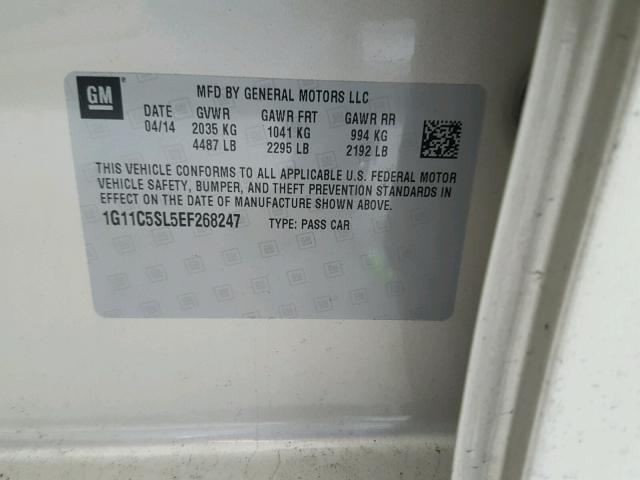 GM ® MFD BY GENERAL MOTORS LLC
DATE GVWR GAWR FRT GAWR RR
04/14 2035 KG 1041 KG 994 KG
4487 LB 2295 LB 2192 LB
THIS VEHICLE CONFORMS TO ALL APPLICABLE U.S. FEDERAL MOTOR
VEHICLE SAFETY, BUMPER, AND THEFT PREVENTION STANDARDS IN
EFFECT ON THE DATE OF MANUFACTURE SHOWN ABOVE.
1G11C5SL5EF268247 TYPE: PASS CAR